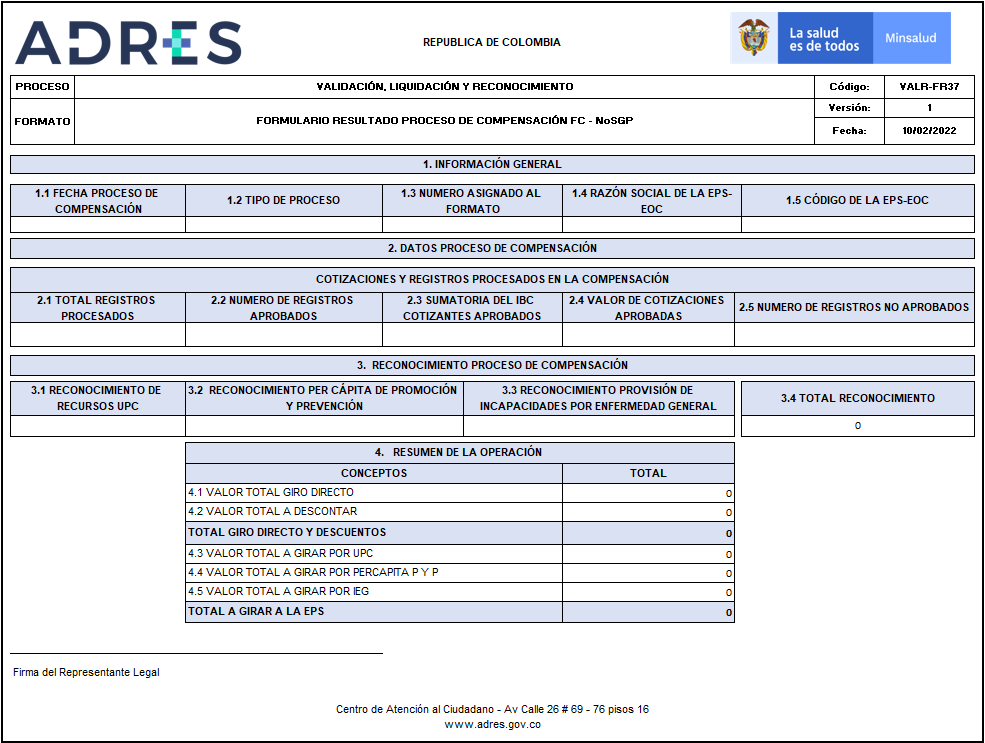 ADRES
REPUBLICA DE COLOMBIA
La salud
es de todos
Minsalud
PROCESO
VALIDACIÓN, LIQUIDACIÓN Y RECONOCIMIENTO
Código:
VALR-FR37
FORMATO
FORMULARIO RESULTADO PROCESO DE COMPENSACIÓN FC - NoSGP
Versión:
1
Fecha:
10/02/2022
1. INFORMACIÓN GENERAL
1.1 FECHA PROCESO DE
COMPENSACIÓN
1.2 TIPO DE PROCESO
1.3 NUMERO ASIGNADO AL
FORMATO
1.4 RAZÓN SOCIAL DE LA EPS-
EOC
1.5 CÓDIGO DE LA EPS-EOC
2. DATOS PROCESO DE COMPENSACIÓN
COTIZACIONES Y REGISTROS PROCESADOS EN LA COMPENSACIÓN
2.1 TOTAL REGISTROS
PROCESADOS
2.2 NUMERO DE REGISTROS
APROBADOS
2.3 SUMATORIA DEL IBC
COTIZANTES APROBADOS
2.4 VALOR DE COTIZACIONES
APROBADAS
2.5 NUMERO DE REGISTROS NO APROBADOS
3. RECONOCIMIENTO PROCESO DE COMPENSACIÓN
3.1 RECONOCIMIENTO DE
RECURSOS UPC
3.2 RECONOCIMIENTO PER CÁPITA DE PROMOCIÓN
Y PREVENCIÓN
3.3 RECONOCIMIENTO PROVISIÓN DE
INCAPACIDADES POR ENFERMEDAD GENERAL
3.4 TOTAL RECONOCIMIENTO
0
4. RESUMEN DE LA OPERACIÓN
CONCEPTOS TOTAL
4.1 VALOR TOTAL GIRO DIRECTO 0
4.2 VALOR TOTAL A DESCONTAR 0
TOTAL GIRO DIRECTO Y DESCUENTOS 0
4.3 VALOR TOTAL A GIRAR POR UPC 0
4.4 VALOR TOTAL A GIRAR POR PERCAPITA P Y P 0
4.5 VALOR TOTAL A GIRAR POR IEG 0
TOTAL A GIRAR A LA EPS 0
Firma del Representante Legal
Centro de Atención al Ciudadano - Av Calle 26 # 69 - 76 pisos 16
www.adres.gov.co